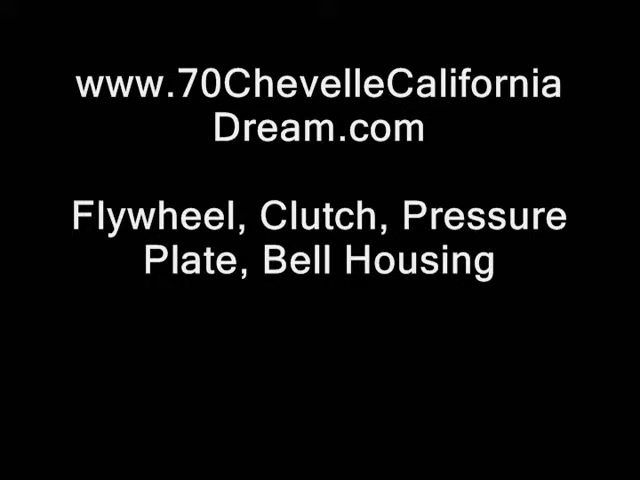 www.70ChevelleCalifornia
Dream.com
Flywheel, Clutch, Pressure
Plate, Bell Housing